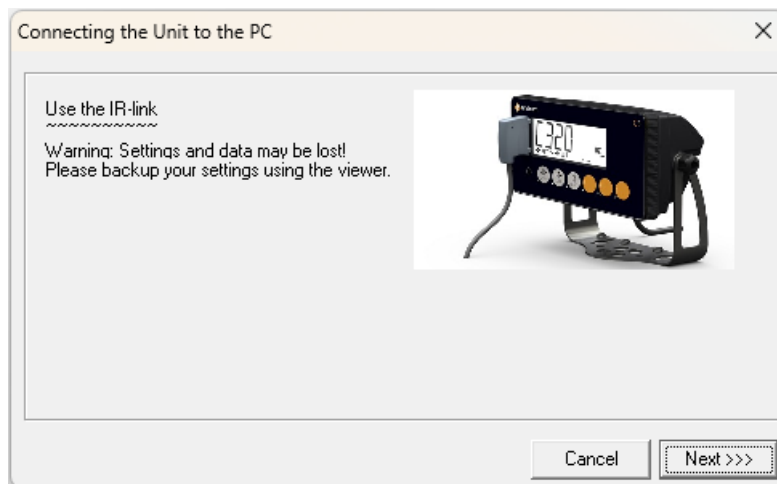 Connecting the Unit to the PC
Use the IR-link
~~~~~~~~~~
Warning: Settings and data may be lost!
Please backup your settings using the viewer.
C320
Cancel
Next >>>